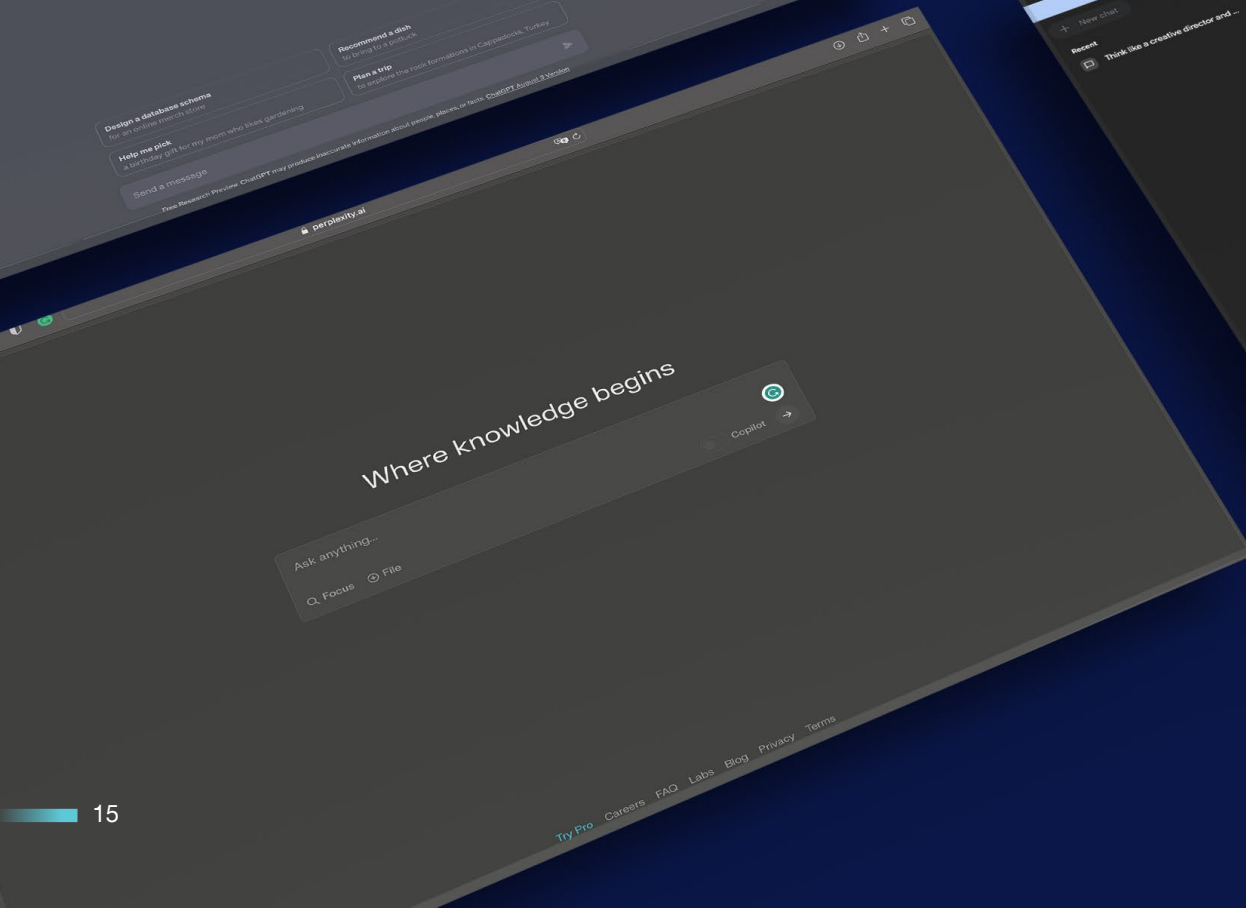 Recommend a dish
to bring to a potluck
Design a database schema
for an online merch store
Plan a trip
to explore the rock formations in Cappadocia, Turkey
Help me pick
a birthday gift for my mom who likes gardening
Send a message
Free Research Preview. ChatGPT may produce inaccurate information about people, places, or facts. ChatGPT August 3 Version
New chat
Recent
Think like a creative director and ...
perplexity.ai
Where knowledge begins
Ask anything...
Focus File
Copilot
Try Pro Careers FAQ Labs Blog Privacy Terms
15